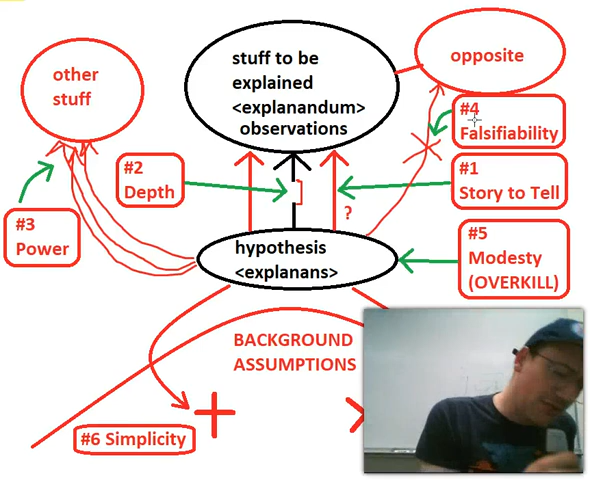 stuff to be
explained
<explanandum>
observations
opposite
other
stuff
#4
Falsifiability
#2
Depth
#1
Story to Tell
#3
Power
?
hypothesis
<explanans>
#5
Modesty
(OVERKILL)
BACKGROUND
ASSUMPTIONS
#6 Simplicity